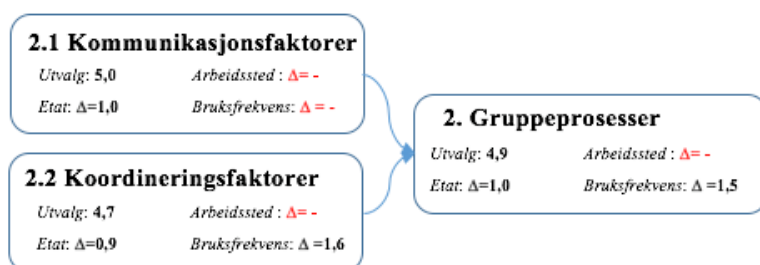 2.1 Kommunikasjonsfaktorer
Utvalg: 5,0 Arbeidssted : Δ= -
Etat: Δ=1,0 Bruksfrekvens: Δ = -
2. Gruppeprosesser
Utvalg: 4,9 Arbeidssted : Δ= -
Etat: Δ=1,0 Bruksfrekvens: Δ =1,5
2.2 Koordineringsfaktorer
Utvalg: 4,7 Arbeidssted : Δ= -
Etat: Δ=0,9 Bruksfrekvens: Δ =1,6